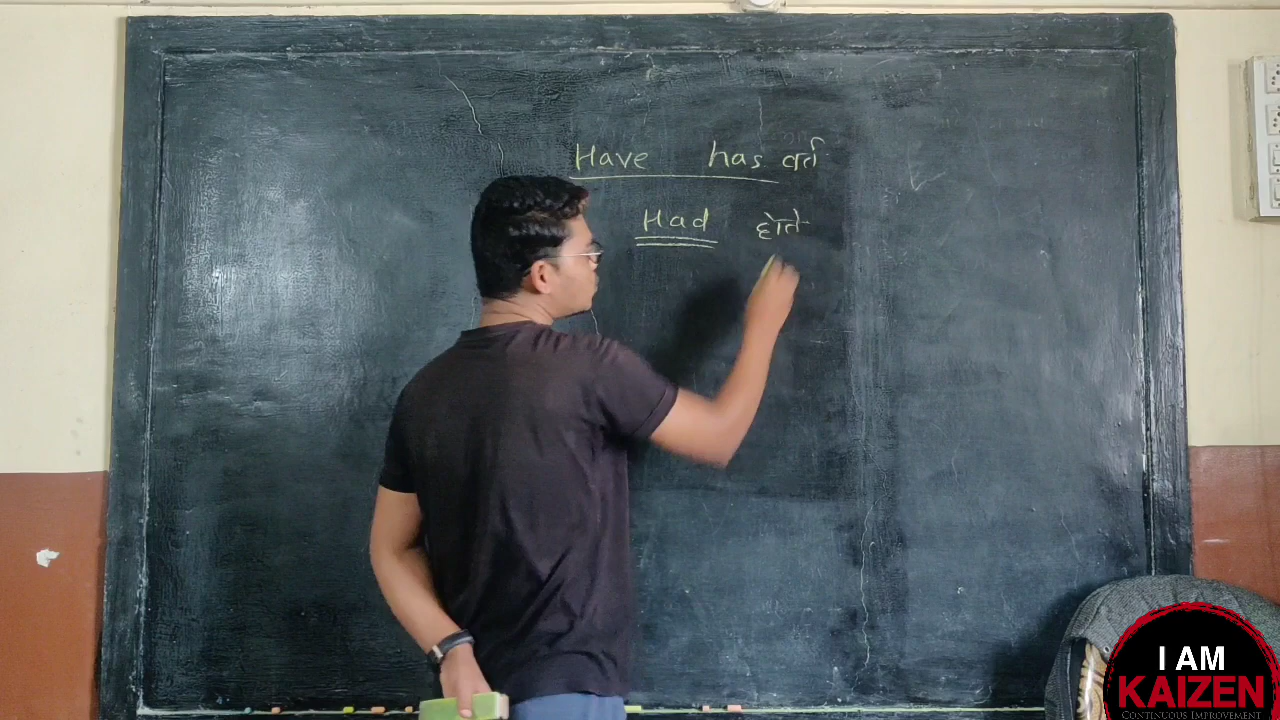 Have has वर्त
Had होते
I AM
KAIZEN
CONTINUOUS IMPROVEMENT